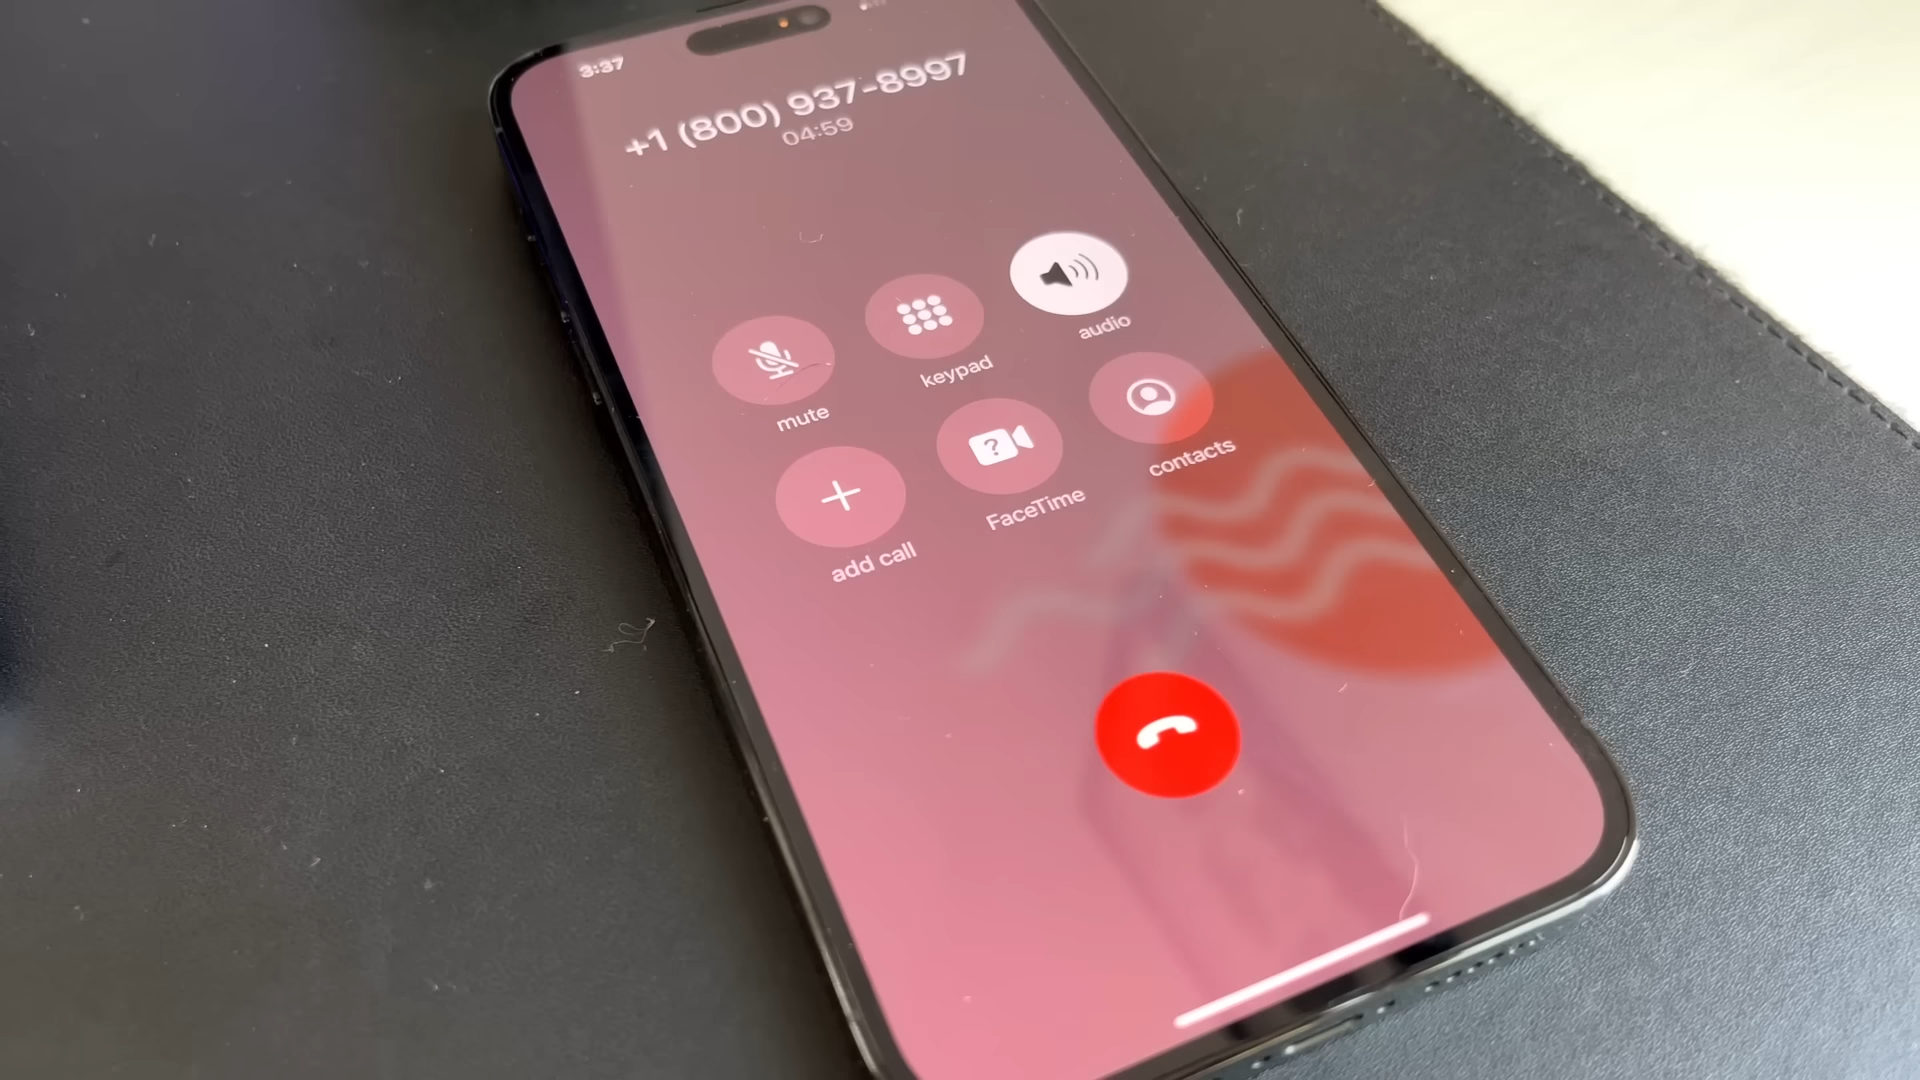 3:37
+1 (800) 937-8997
04:59
mute
keypad
audio
add call
?
FaceTime
contacts